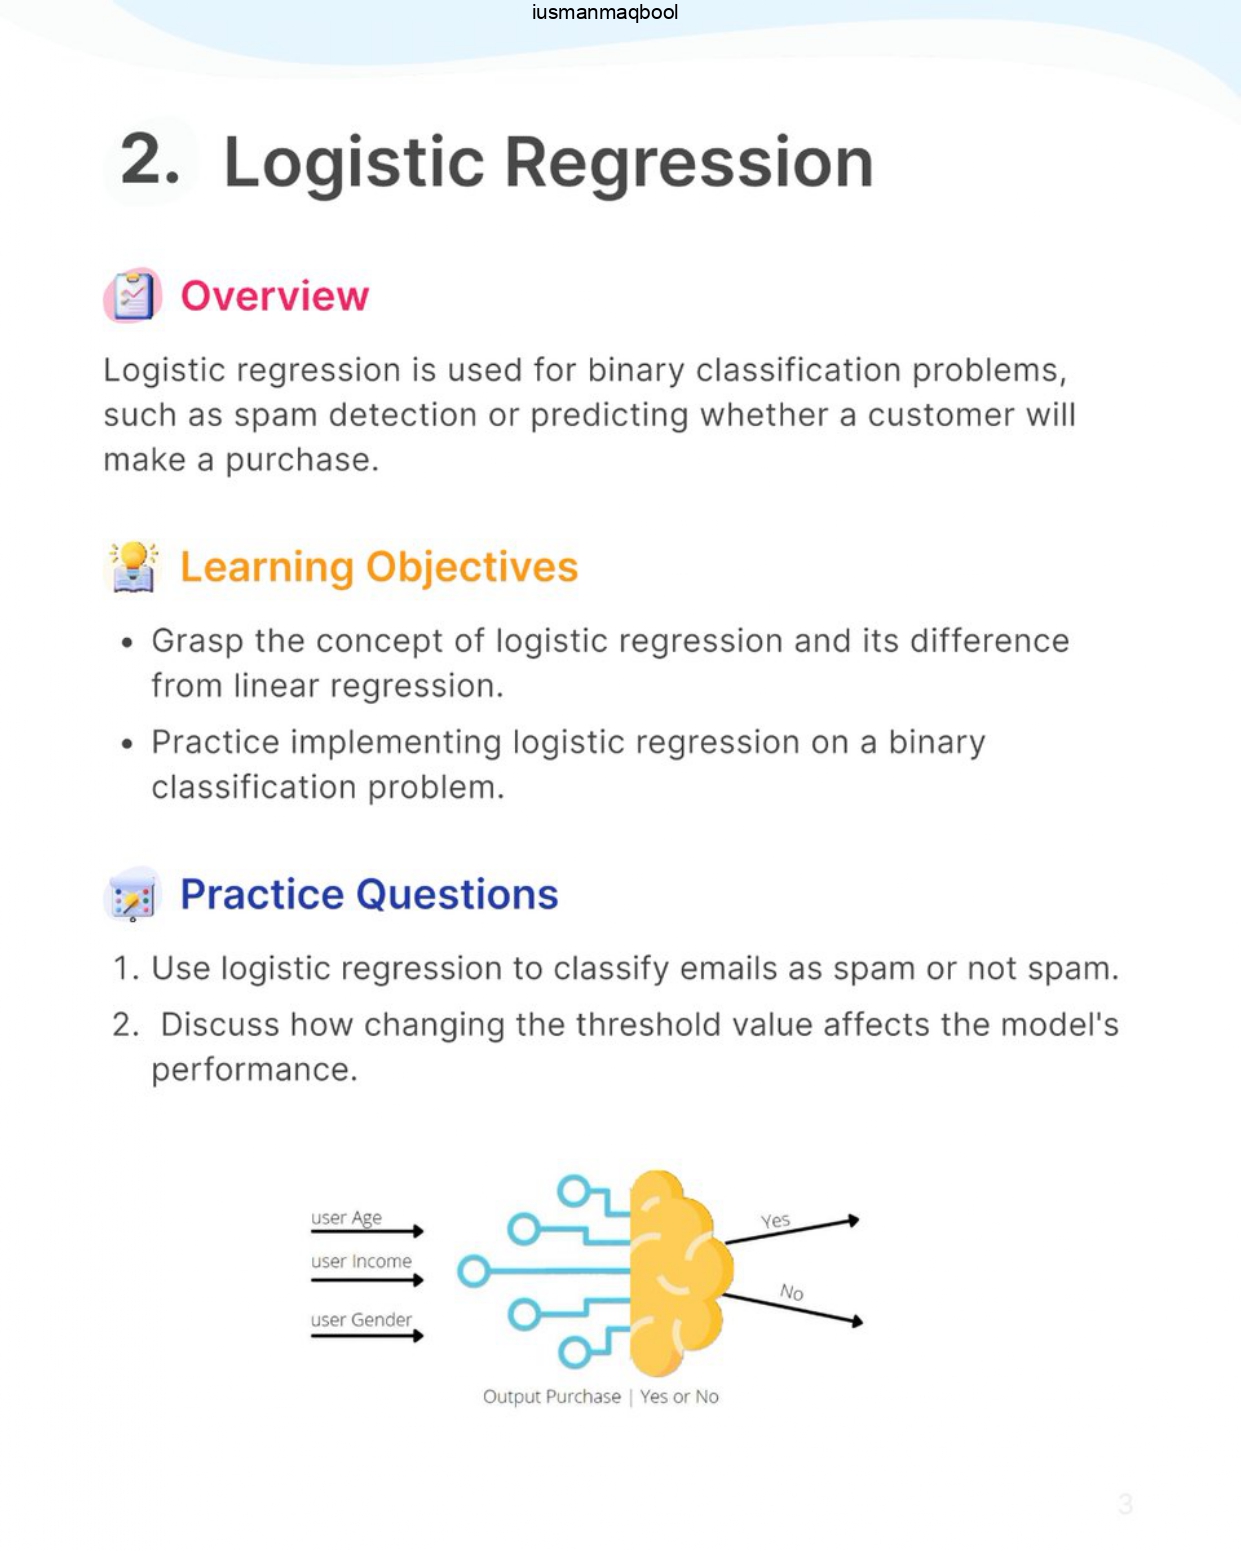 iusmanmaqbool
2. Logistic Regression
Overview
Logistic regression is used for binary classification problems,
such as spam detection or predicting whether a customer will
make a purchase.
Learning Objectives
• Grasp the concept of logistic regression and its difference
from linear regression.
• Practice implementing logistic regression on a binary
classification problem.
Practice Questions
1. Use logistic regression to classify emails as spam or not spam.
2. Discuss how changing the threshold value affects the model's
performance.
user Age
user Income
user Gender
Yes
No
Output Purchase | Yes or No
3